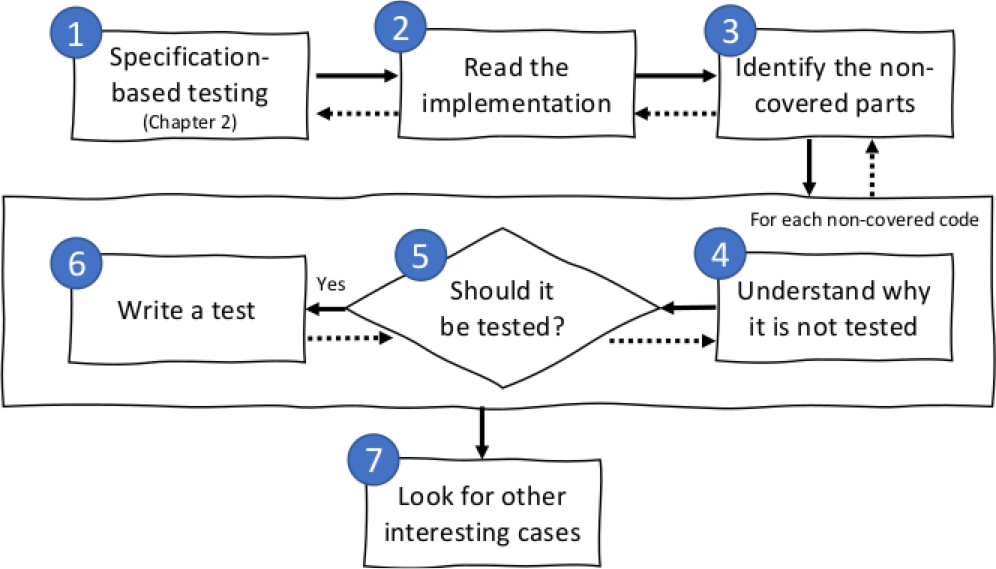 1
Specification-
based testing
(Chapter 2)
2
Read the
implementation
3
Identify the non-
covered parts
For each non-covered code
4
Understand why
it is not tested
5
Should it
be tested?
Yes
6
Write a test
7
Look for other
interesting cases